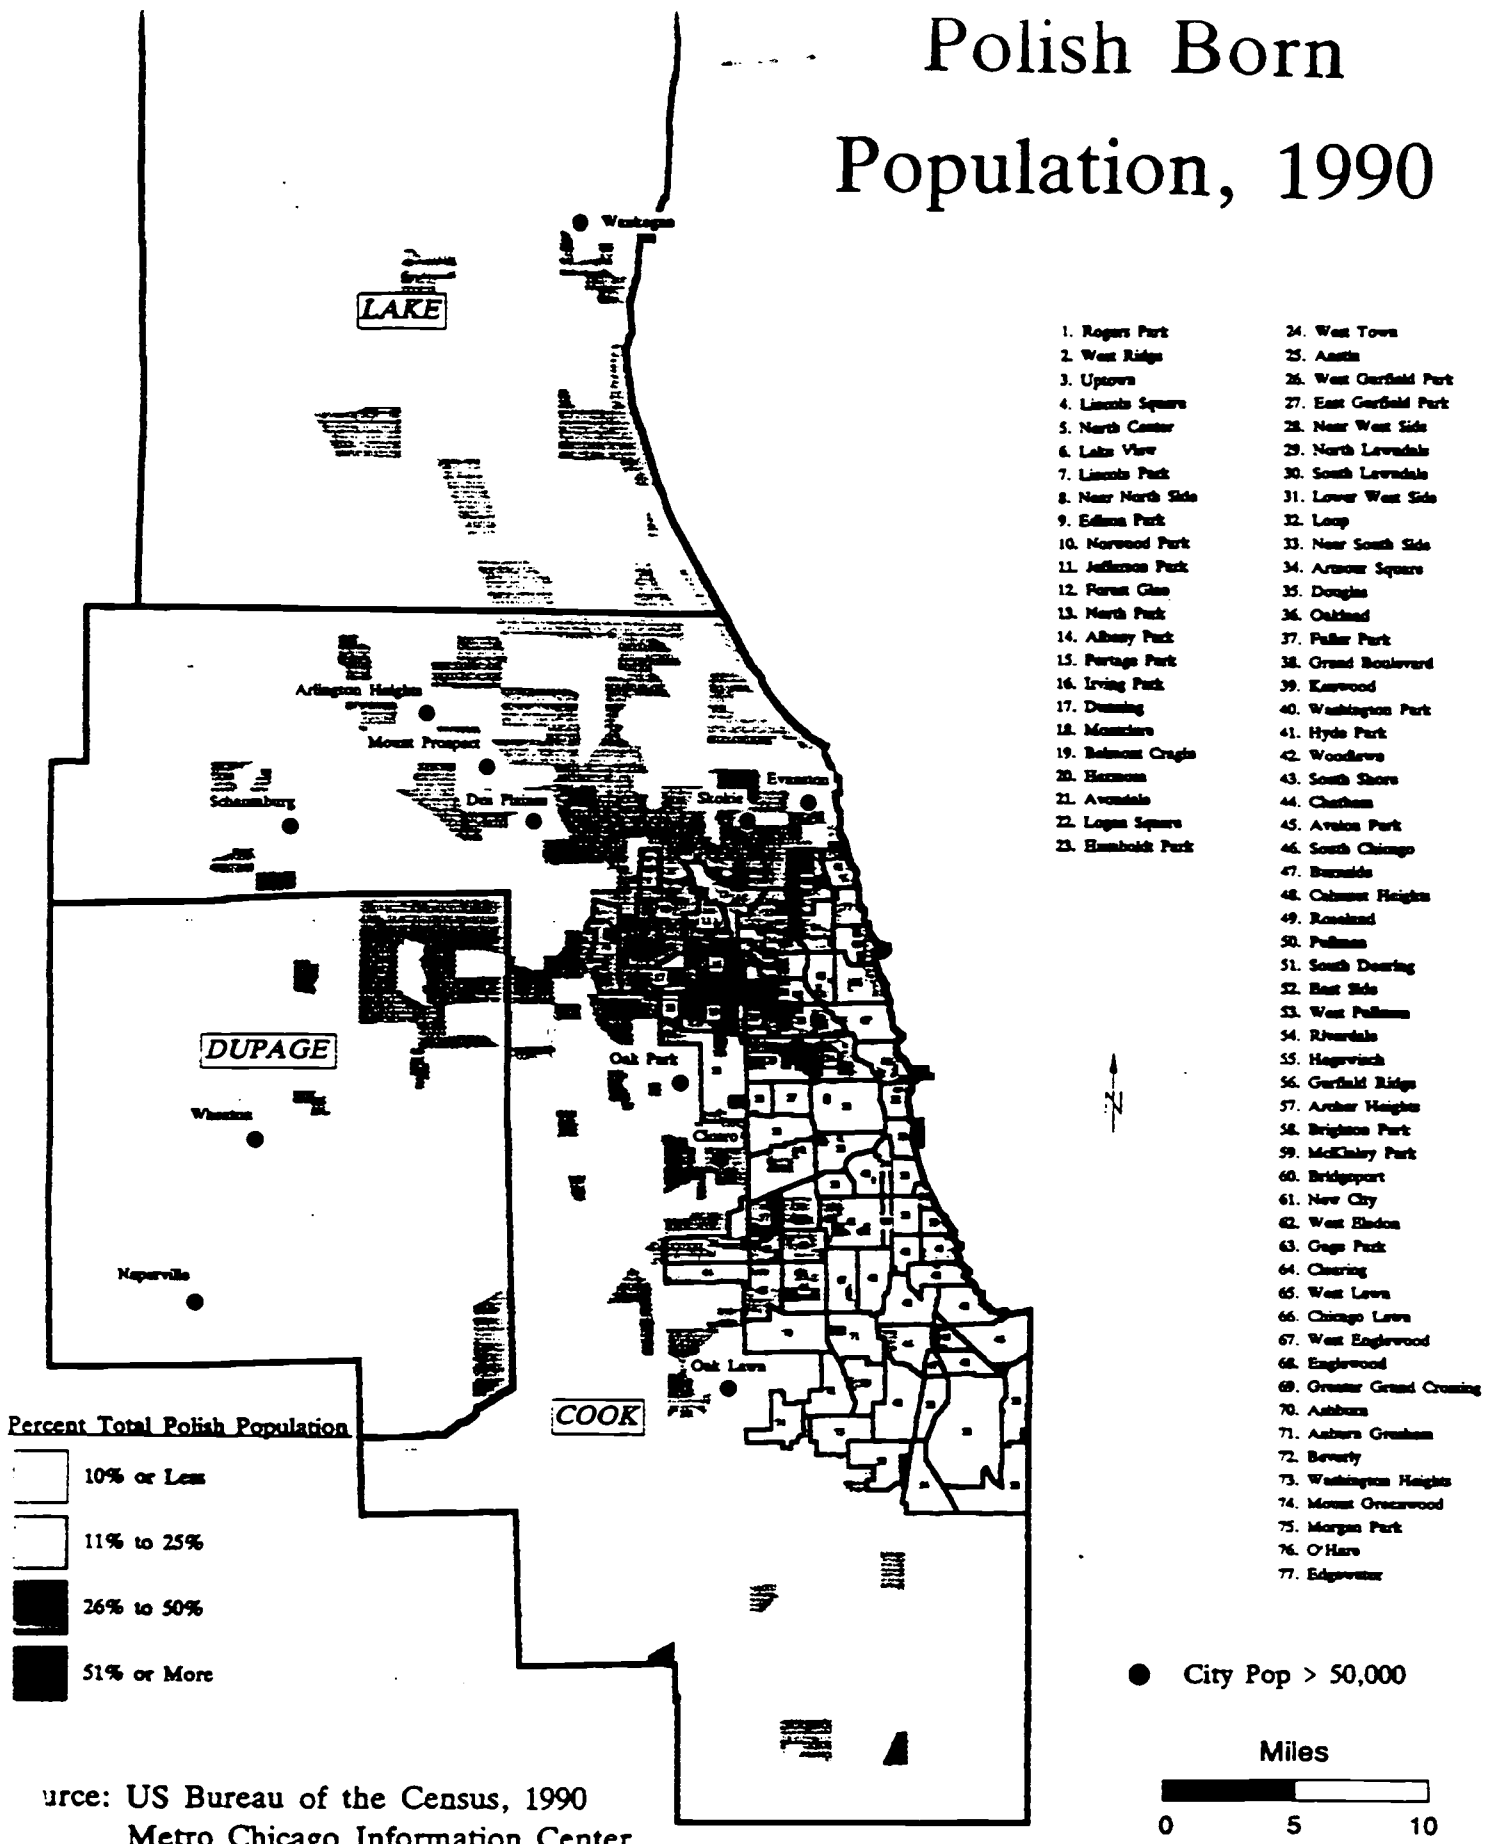 Polish Born
Population, 1990
Waukegan
LAKE
1. Rogers Park
2. West Ridge
3. Uptown
4. Lincoln Square
5. North Center
6. Lake View
7. Lincoln Park
8. Near North Side
9. Edison Park
10. Norwood Park
11. Jefferson Park
12. Forest Glen
13. North Park
14. Albany Park
15. Portage Park
16. Irving Park
17. Dunning
18. Montclare
19. Belmont Cragin
20. Hermosa
21. Avondale
22. Logan Square
23. Humboldt Park
24. West Town
25. Austin
26. West Garfield Park
27. East Garfield Park
28. Near West Side
29. North Lawndale
30. South Lawndale
31. Lower West Side
32. Loop
33. Near South Side
34. Armour Square
35. Douglas
36. Oakland
37. Fuller Park
38. Grand Boulevard
39. Kenwood
40. Washington Park
41. Hyde Park
42. Woodlawn
43. South Shore
44. Chatham
45. Avalon Park
46. South Chicago
47. Burnside
48. Calumet Heights
49. Roseland
50. Pullman
51. South Deering
52. East Side
53. West Pullman
54. Riverdale
55. Hegewisch
56. Garfield Ridge
57. Archer Heights
58. Brighton Park
59. McKinley Park
60. Bridgeport
61. New City
62. West Elsdon
63. Gage Park
64. Clearing
65. West Lawn
66. Chicago Lawn
67. West Englewood
68. Englewood
69. Greater Grand Crossing
70. Ashburn
71. Auburn Gresham
72. Beverly
73. Washington Heights
74. Mount Greenwood
75. Morgan Park
76. O'Hare
77. Edgewater
Arlington Heights
Mount Prospect
Schaumburg
Des Plaines
Skokie
Evanston
DUPAGE
Oak Park
Wheaton
Cicero
Naperville
Oak Lawn
COOK
N
Percent Total Polish Population
10% or Less
11% to 25%
26% to 50%
51% or More
City Pop > 50,000
Miles
0 5 10
urce: US Bureau of the Census, 1990
Metro Chicago Information Center